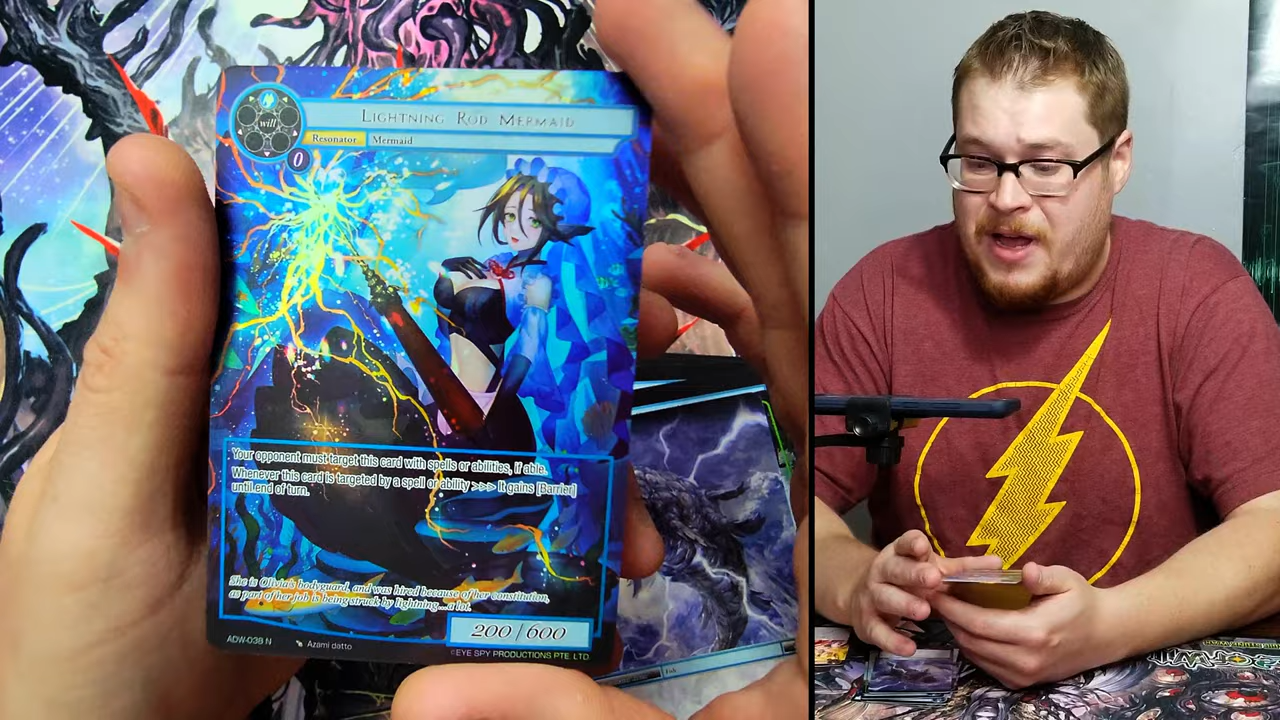 LIGHTNING ROD MERMAID
will
Resonator Mermaid
0
Your opponent must target this card with spells or abilities, if able.
Whenever this card is targeted by a spell or ability >>> It gains [Barrier]
until end of turn.
She is Olivia's bodyguard, and was hired because of her constitution,
as part of her job is being struck by lightning...a lot.
200/600
ADW-038 N Azami datto
©EYE SPY PRODUCTIONS PTE. LTD.